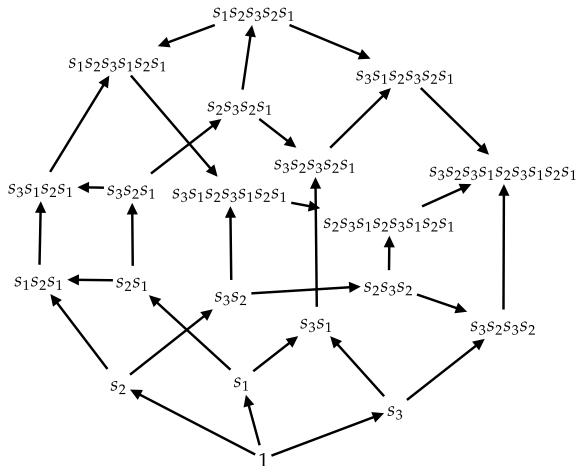 s₁s₂s₃s₂s₁
s₁s₂s₃s₁s₂s₁
s₃s₁s₂s₃s₂s₁
s₂s₃s₂s₁
s₃s₂s₃s₂s₁
s₃s₂s₃s₁s₂s₃s₁s₂s₁
s₃s₁s₂s₁
s₃s₂s₁
s₃s₁s₂s₃s₁s₂s₁
s₂s₃s₁s₂s₃s₁s₂s₁
s₁s₂s₁
s₂s₁
s₃s₂
s₂s₃s₂
s₃s₁
s₃s₂s₃s₂
s₂
s₁
s₃
1